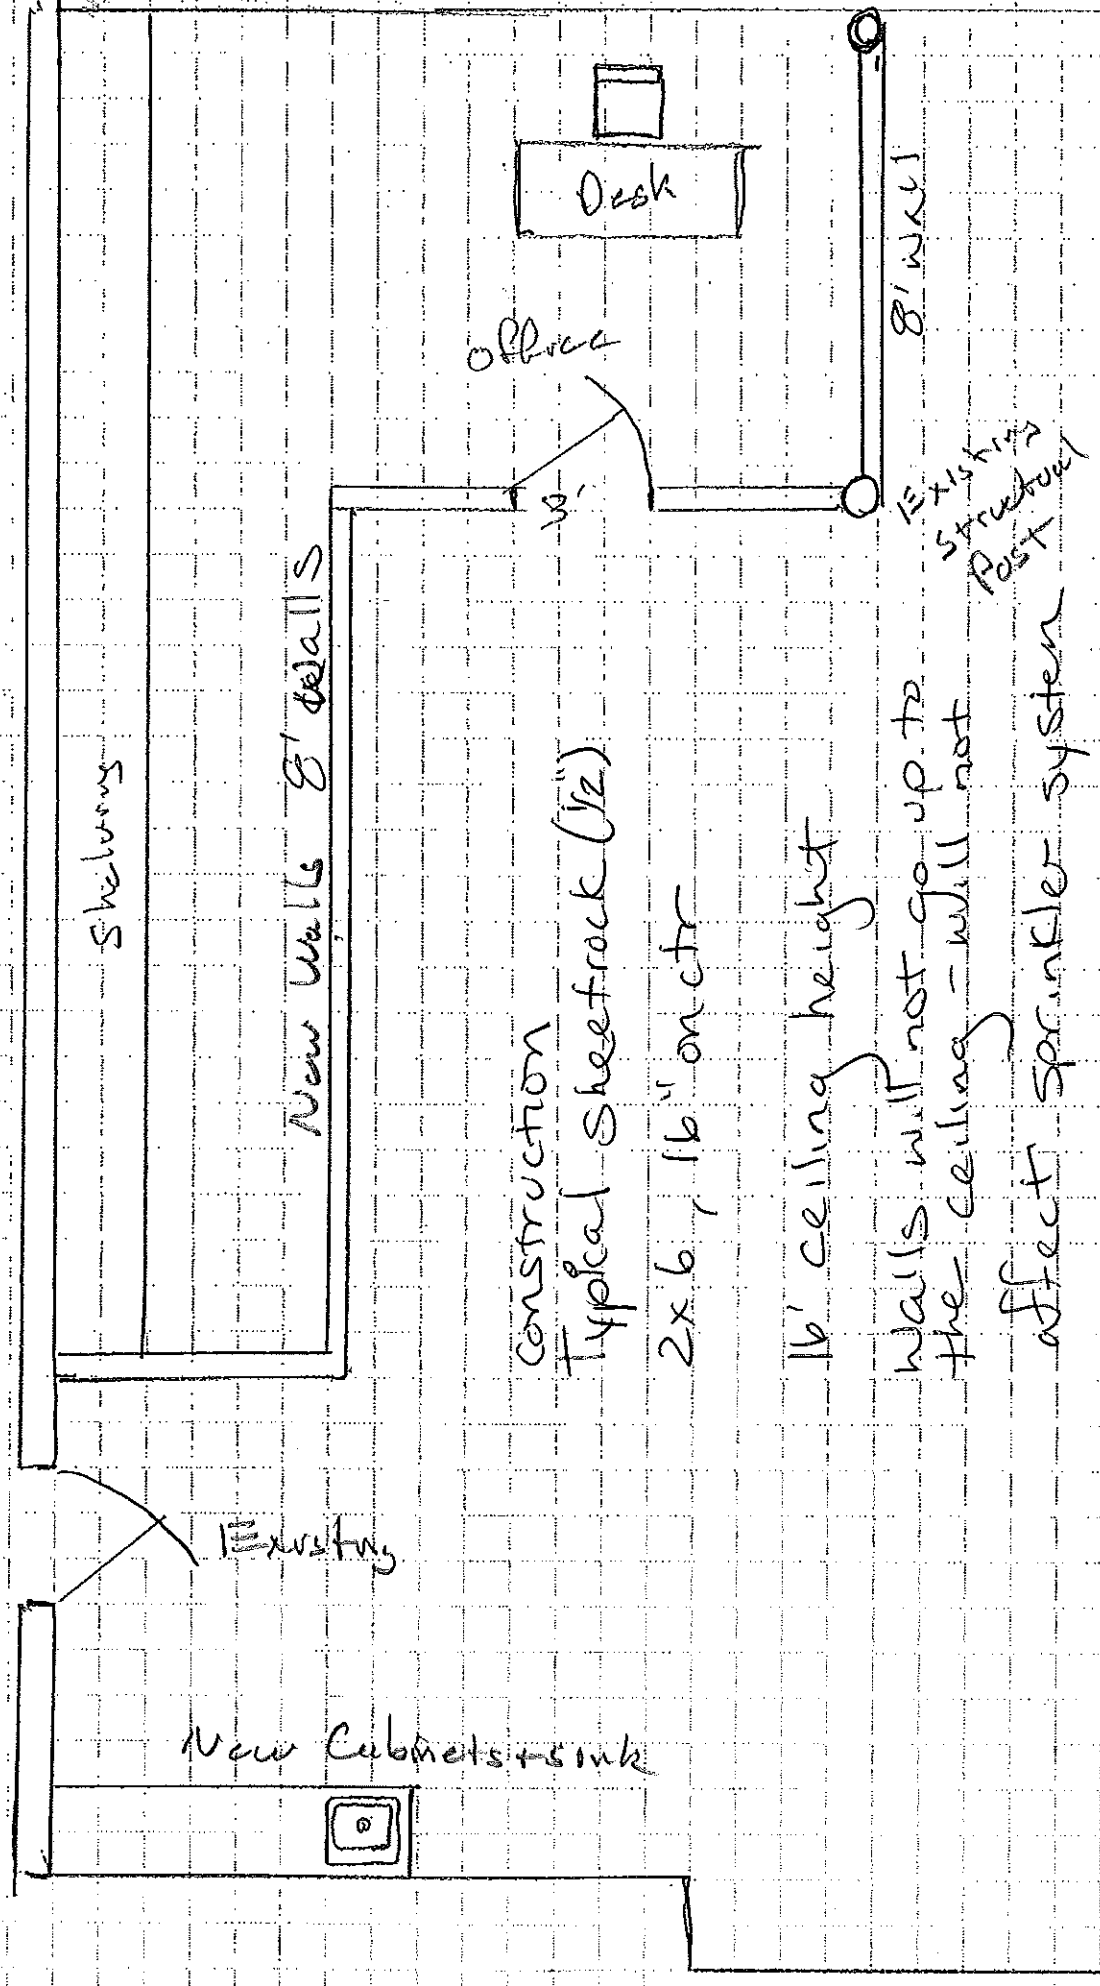 Desk
8' wall
office
3'
Existing
Structural
Post
Shelving
New Walls 8' Walls
Construction
Typical Sheetrock (1/2")
2x6, 16" on ctr
16' ceiling height
Walls will not go up to
the ceiling - will not
affect sprinkler system
Existing
New Cabinets + sink